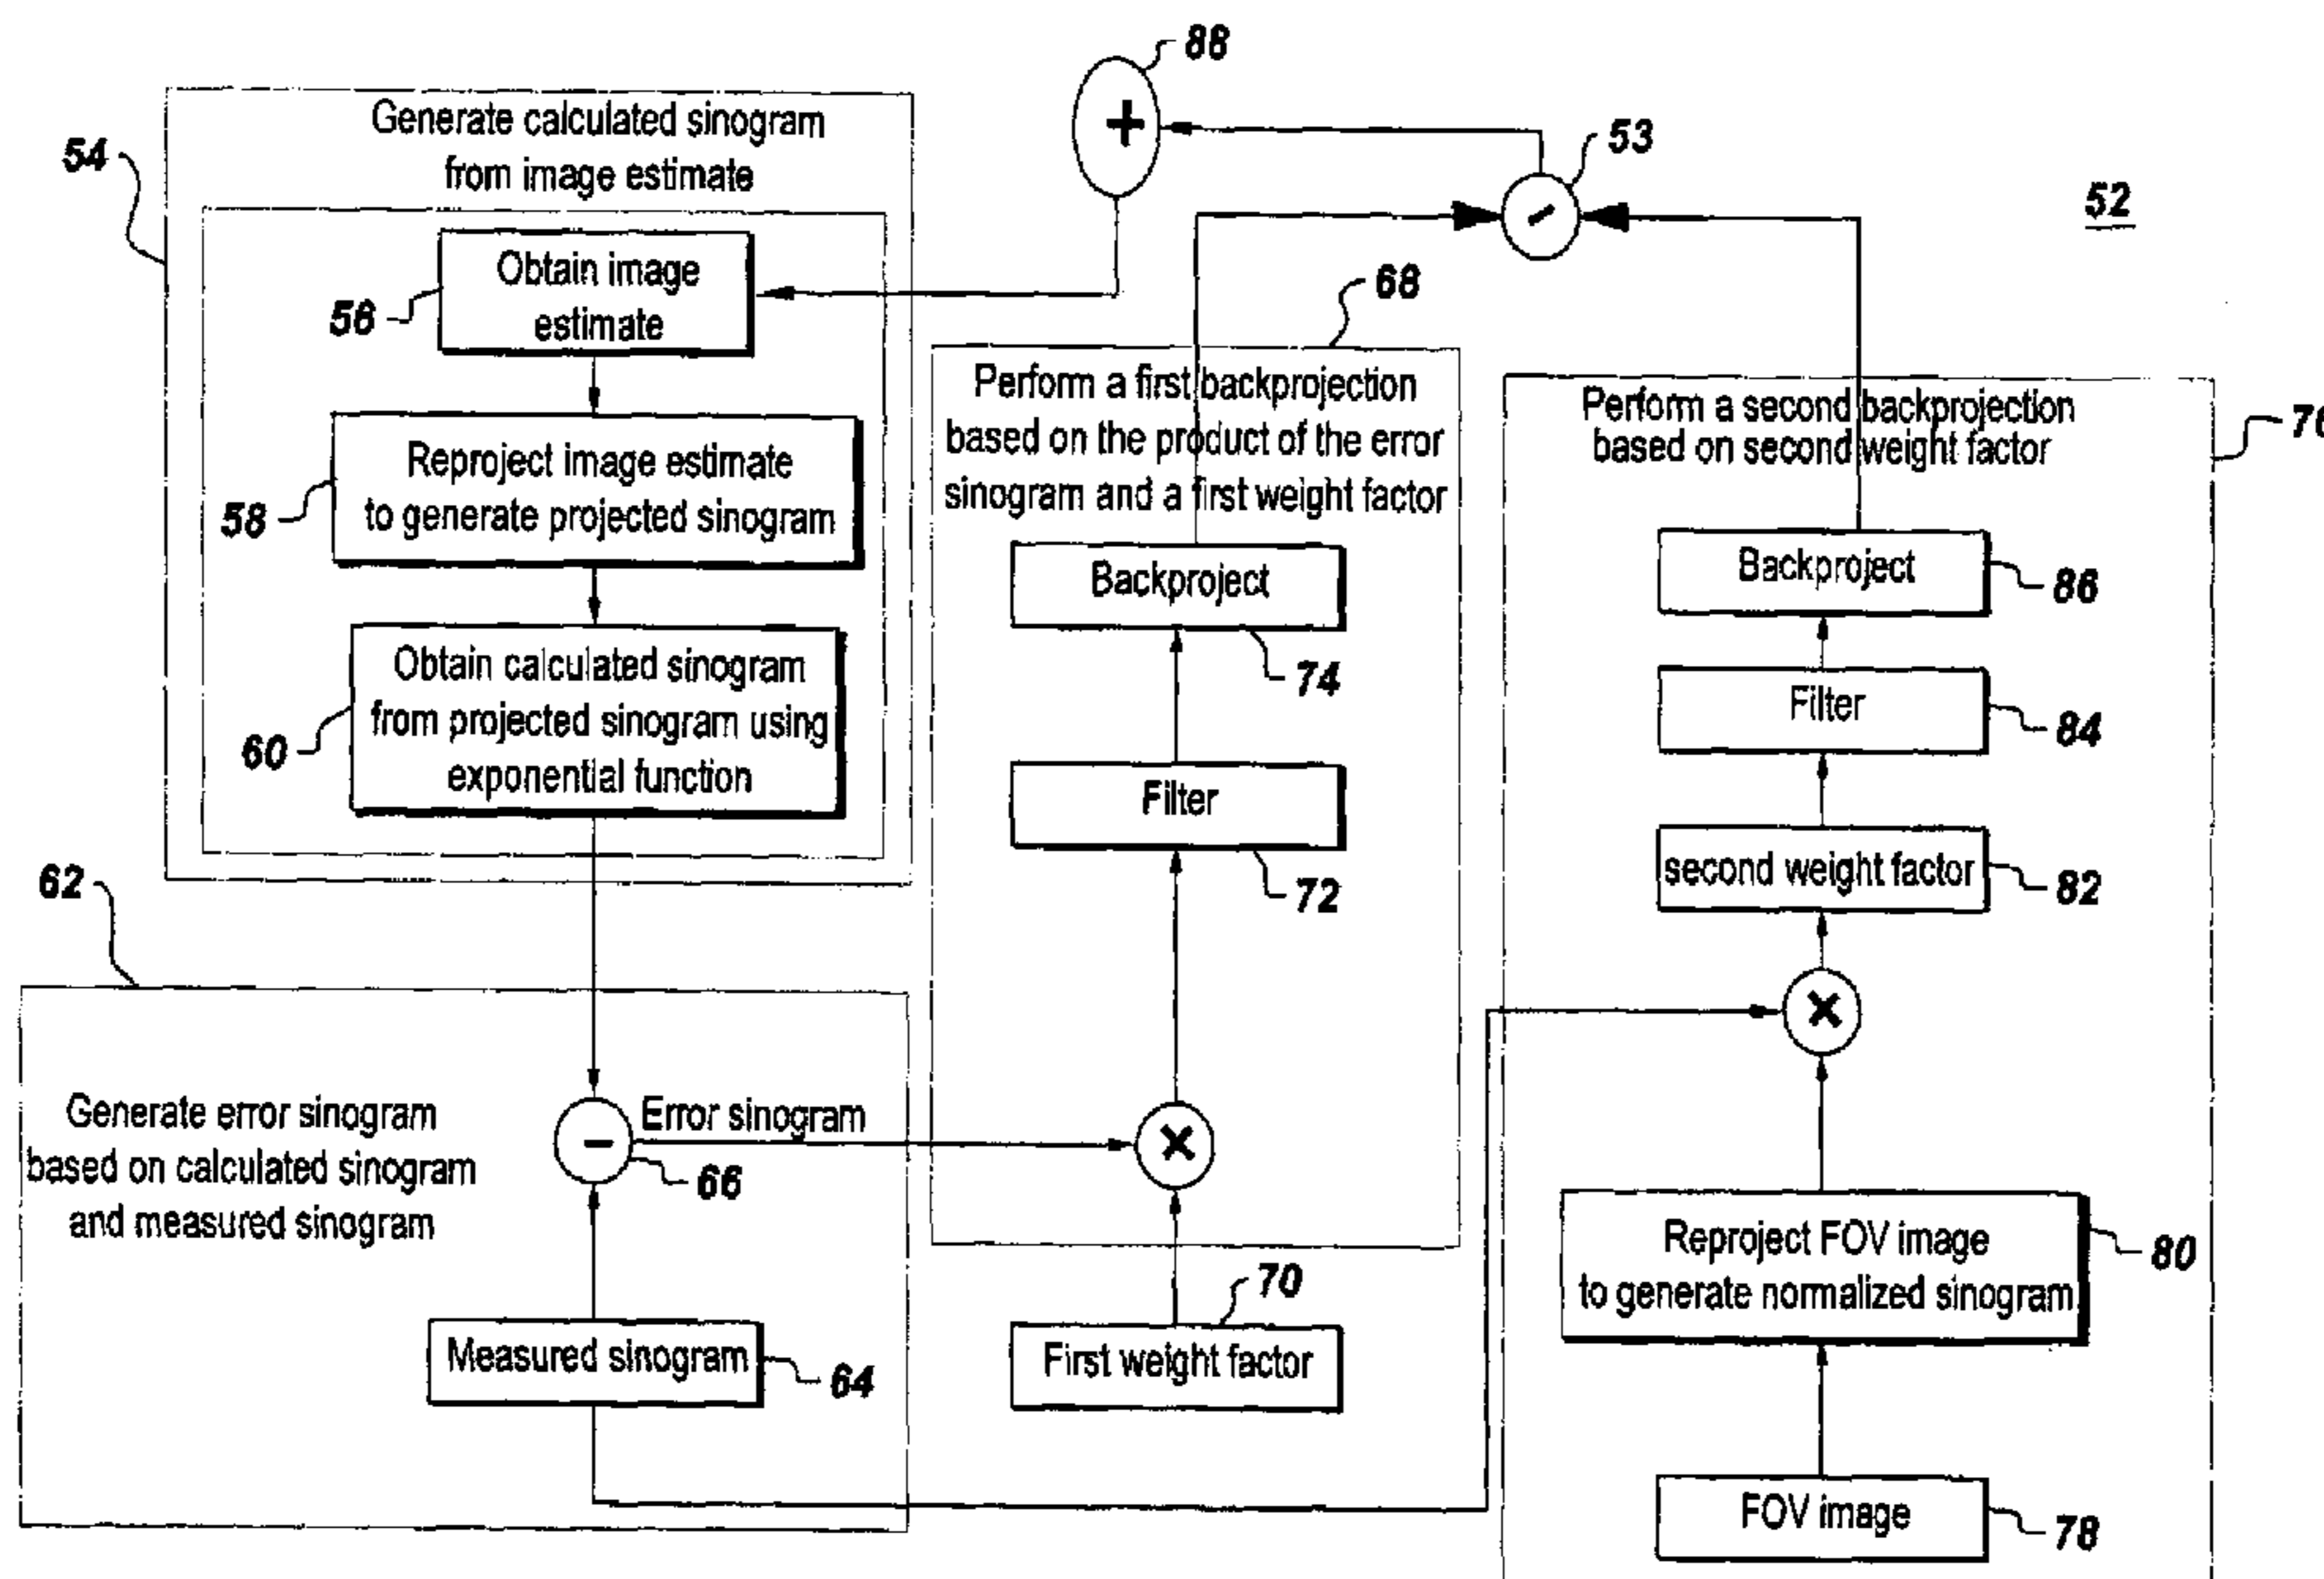 88
Generate calculated sinogram
from image estimate
54
53
52
Obtain image
estimate
56
68
Reproject image estimate
to generate projected sinogram
58
Perform a first backprojection
based on the product of the error
sinogram and a first weight factor
Perform a second backprojection
based on second weight factor
Backproject
86
Backproject
74
Obtain calculated sinogram
from projected sinogram using
exponential function
60
Filter
84
Filter
72
second weight factor
82
62
×
Generate error sinogram
based on calculated sinogram
and measured sinogram
Error sinogram
66
×
Reproject FOV image
to generate normalized sinogram
80
70
Measured sinogram
64
First weight factor
FOV image
78